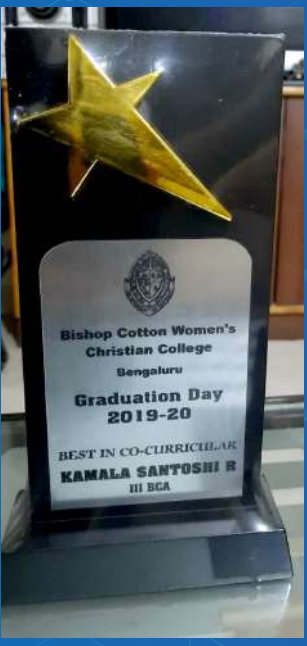 Bishop Cotton Women's
Christian College
Bengaluru
Graduation Day
2019-20
BEST IN CO-CURRICULAR
KAMALA SANTOSHI R
III BCA